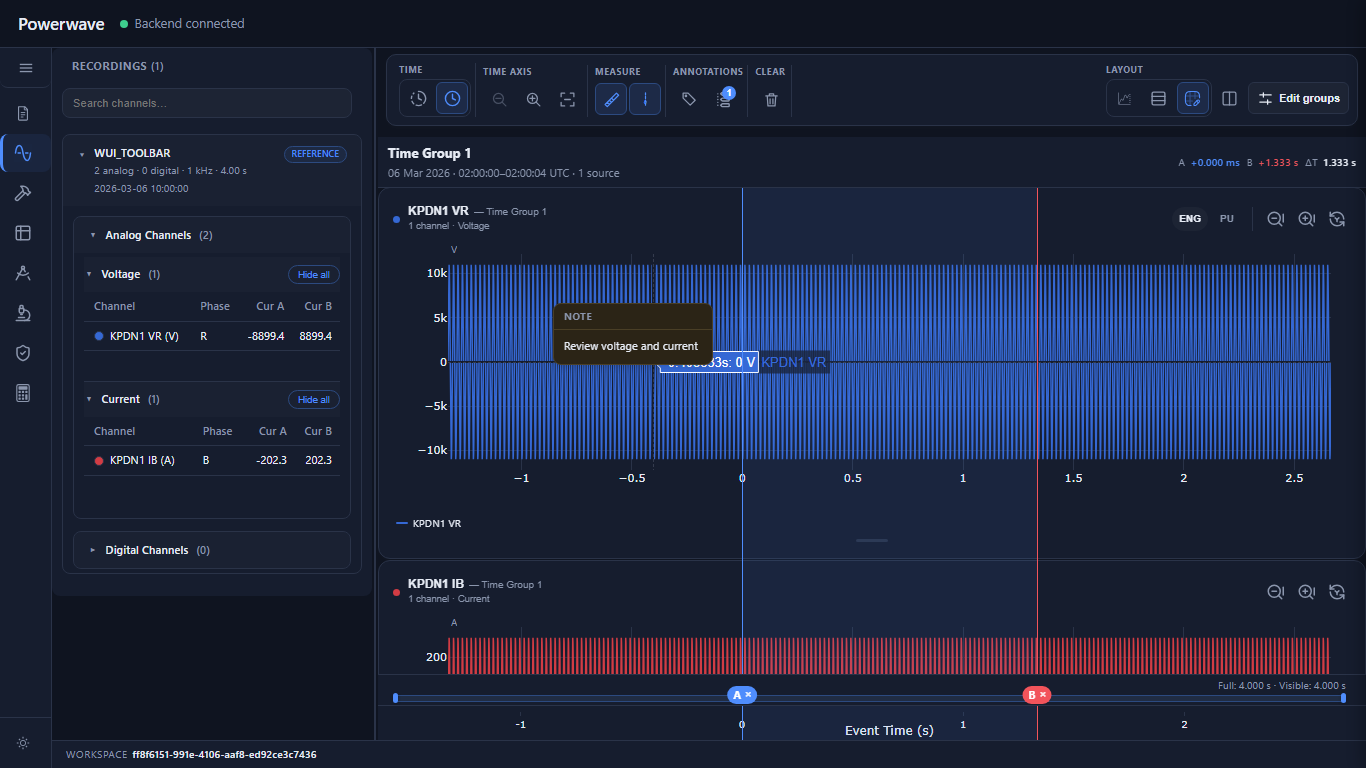 Powerwave
Backend connected
RECORDINGS (1)
Search channels...
WUI_TOOLBAR
REFERENCE
2 analog · 0 digital · 1 kHz · 4.00 s
2026-03-06 10:00:00
Analog Channels (2)
Voltage (1)
Hide all
Channel Phase Cur A Cur B
KPDN1 VR (V) R -8899.4 8899.4
Current (1)
Hide all
Channel Phase Cur A Cur B
KPDN1 IB (A) B -202.3 202.3
Digital Channels (0)
TIME
TIME AXIS
MEASURE
ANNOTATIONS
CLEAR
LAYOUT
1
Edit groups
Time Group 1
06 Mar 2026 · 02:00:00–02:00:04 UTC · 1 source
A +0.000 ms B +1.333 s ΔT 1.333 s
KPDN1 VR — Time Group 1
1 channel · Voltage
ENG PU
V
10k
5k
0
−5k
−10k
NOTE
Review voltage and current
33s: 0 V
KPDN1 VR
−1 −0.5 0 0.5 1 1.5 2 2.5
KPDN1 VR
KPDN1 IB — Time Group 1
1 channel · Current
A
200
Full: 4.000 s · Visible: 4.000 s
A ×
B ×
-1 0 1 2
Event Time (s)
WORKSPACE ff8f6151-991e-4106-aaf8-ed92ce3c7436